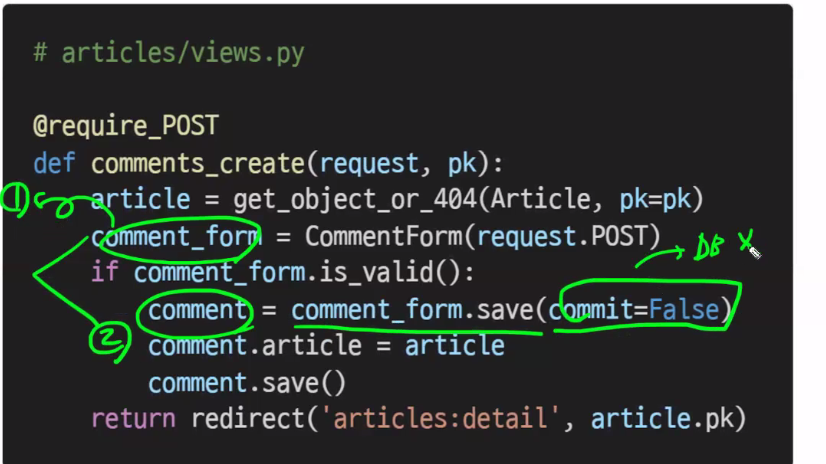 # articles/views.py
@require_POST
def comments_create(request, pk):
article = get_object_or_404(Article, pk=pk)
comment_form = CommentForm(request.POST)
if comment_form.is_valid():
comment = comment_form.save(commit=False)
comment.article = article
comment.save()
return redirect('articles:detail', article.pk)
1)
2)
DB X